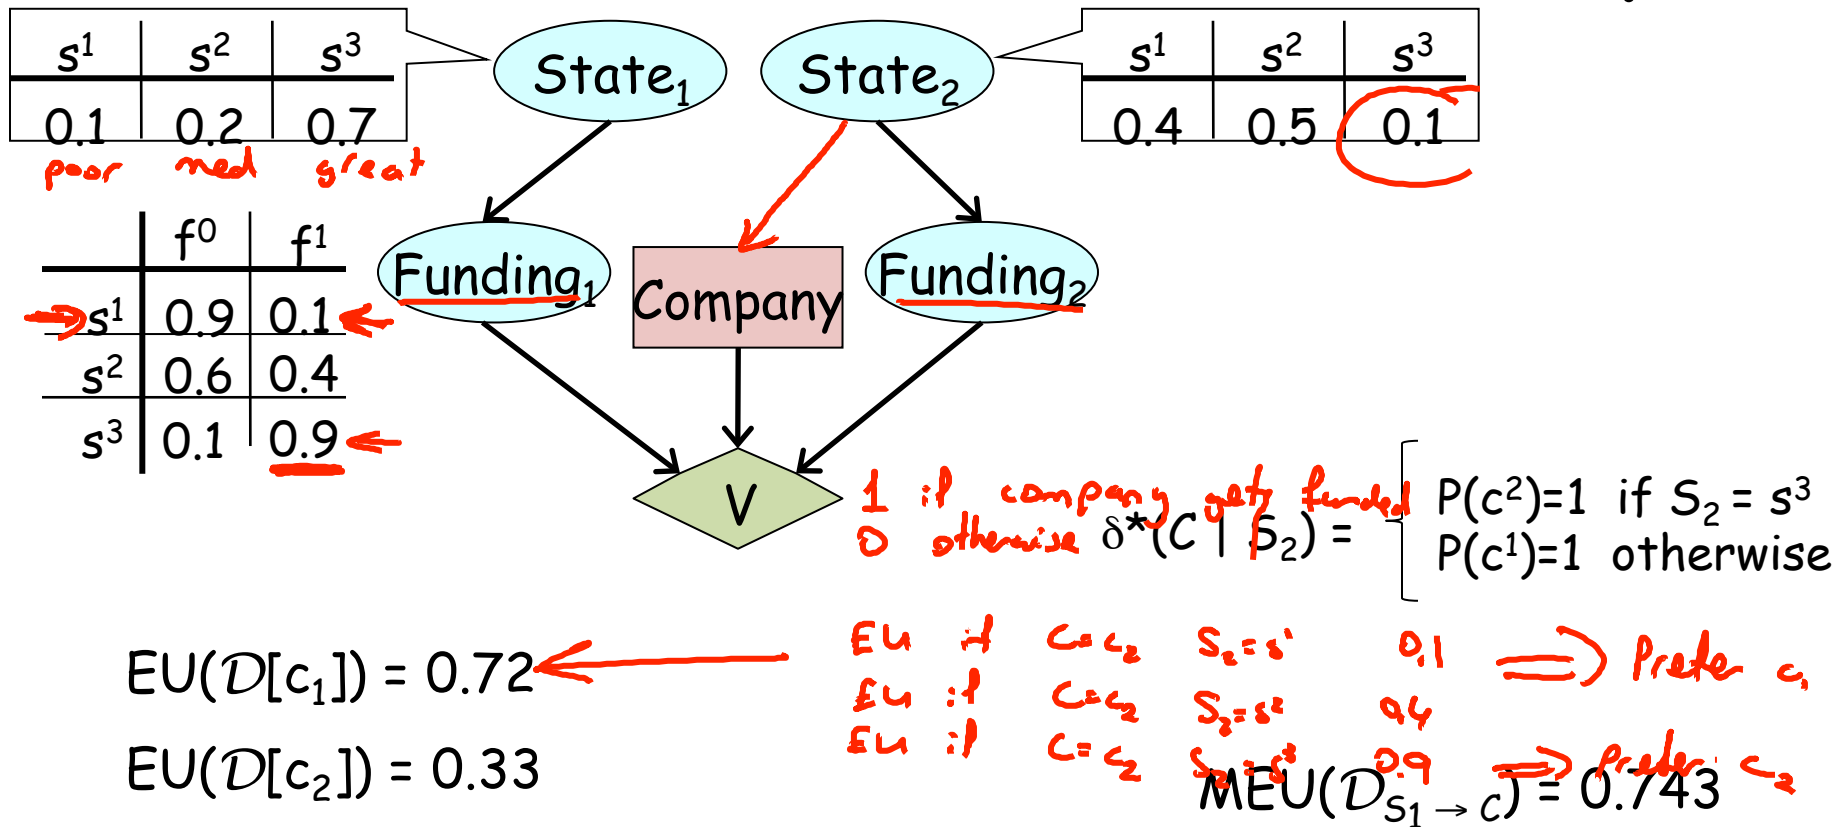 s¹ s² s³
0.1 0.2 0.7
poor med great
State₁
State₂
s¹ s² s³
0.4 0.5 0.1
f⁰ f¹
s¹ 0.9 0.1
s² 0.6 0.4
s³ 0.1 0.9
Funding₁
Company
Funding₂
V
1 if company gets funded
0 otherwise
δ*(C | S₂) =
P(c²)=1 if S₂ = s³
P(c¹)=1 otherwise
EU(D[c₁]) = 0.72
EU(D[c₂]) = 0.33
EU if C=c₂ S₂=s¹ 0.1 ⇒ Prefer c₁
EU if C=c₂ S₂=s² 0.4
EU if C=c₂ S₂=s³ 0.9 ⇒ prefer c₂
MEU(D_{S₁ → C}) = 0.743